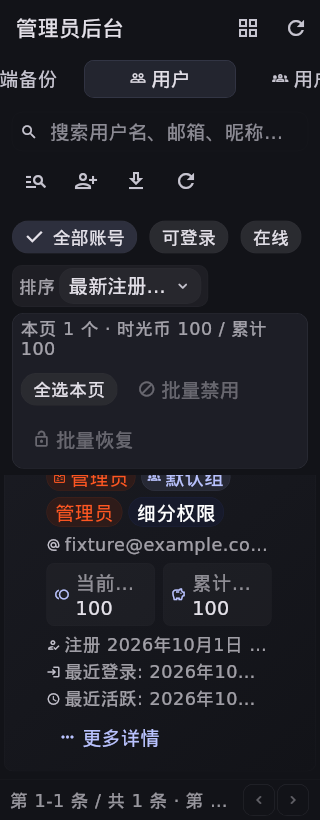 管理员后台
端备份 用户 用户
搜索用户名、邮箱、昵称...
全部账号 可登录 在线
排序 最新注册...
本页 1 个 · 时光币 100 / 累计
100
全选本页 批量禁用
批量恢复
管理员 默认组
管理员 细分权限
fixture@example.co...
当前... 累计...
100 100
注册 2026年10月1日 ...
最近登录: 2026年10...
最近活跃: 2026年10...
更多详情
第 1-1 条 / 共 1 条 · 第 ...